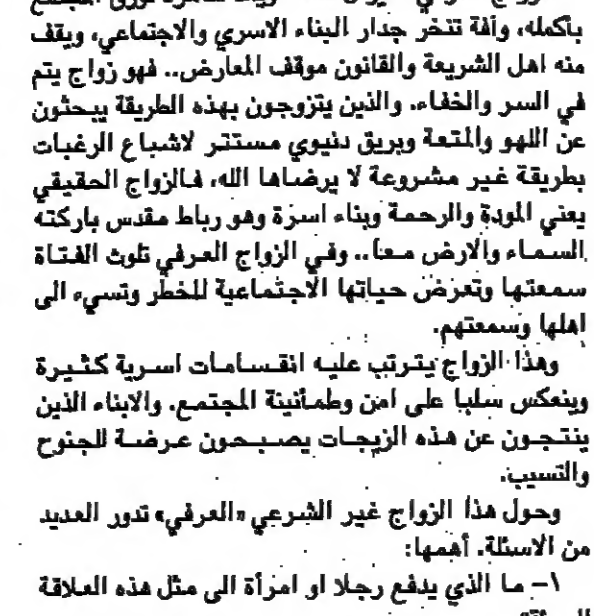 بأكمله، وآفة تنخر جدار البناء الاسري والاجتماعي، ويقف
منه اهل الشريعة والقانون موقف المعارض.. فهو زواج يتم
في السر والخفاء. والذين يتزوجون بهذه الطريقة يبحثون
عن اللهو والمتعة وبريق دنيوي مستتر لاشباع الرغبات
بطريقة غير مشروعة لا يرضاها الله، فالزواج الحقيقي
يعني المودة والرحمة وبناء اسرة وهو رباط مقدس باركته
السماء والارض معا.. وفي الزواج العرفي تلوث الفتاة
سمعتها وتعرض حياتها الاجتماعية للخطر وتسيء الى
اهلها وسمعتهم.
وهذا الزواج يترتب عليه انقسامات اسرية كثيرة
وينعكس سلبا على امن وطمأنينة المجتمع. والابناء الذين
ينتجون عن هذه الزيجات يصبحون عرضة للجنوح
والتسيب.
وحول هذا الزواج غير الشرعي «العرفي» تدور العديد
من الاسئلة. أهمها:
١- ما الذي يدفع رجلا او امرأة الى مثل هذه العلاقة